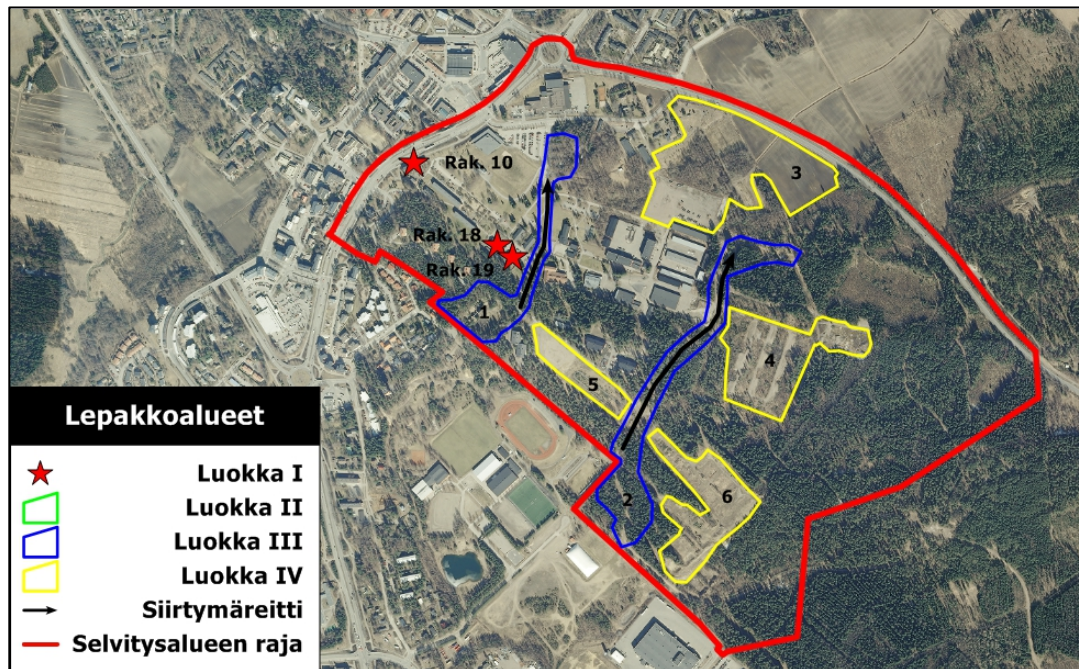 Rak. 10
3
Rak. 18
Rak. 19
1
4
5
2
6
Lepakkoalueet
Luokka I
Luokka II
Luokka III
Luokka IV
Siirtymäreitti
Selvitysalueen raja